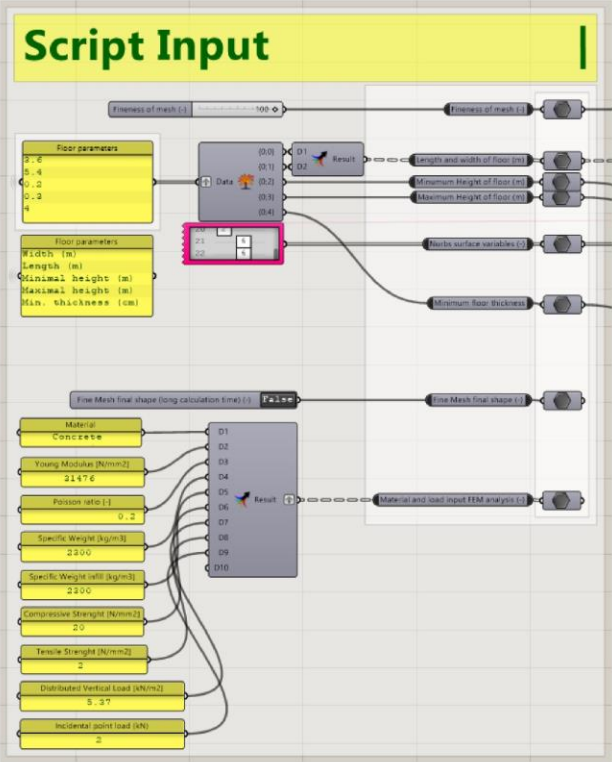 Script Input
Fineness of mesh (-)
100
Fineness of mesh (-)
Floor parameters
3.6
5.4
0.2
0.3
4
Data
{0;0}
{0;1}
{0;2}
{0;3}
{0;4}
D1
D2
Result
Length and width of floor (m)
Minumum Height of floor (m)
Maximum Height of floor (m)
Floor parameters
Width (m)
Length (m)
Minimal height (m)
Maximal height (m)
Min. thickness (cm)
20
21
22
Nurbs surface variables (-)
Minimum floor thickness
Fine Mesh final shape (long calculation time) (-)
False
Fine Mesh final shape (-)
Material
Concrete
Young Modulus (N/mm2)
21476
Poisson ratio (-)
0.2
Specific Weight (kg/m3)
2300
Specific Weight infill (kg/m3)
2300
Compressive Strenght (N/mm2)
20
Tensile Strenght (N/mm2)
2
Distributed Vertical Load (kN/m2)
5.37
Incidental point load (kN)
2
D1
D2
D3
D4
D5
D6
D7
D8
D9
D10
Result
Material and load input FEM analysis (-)